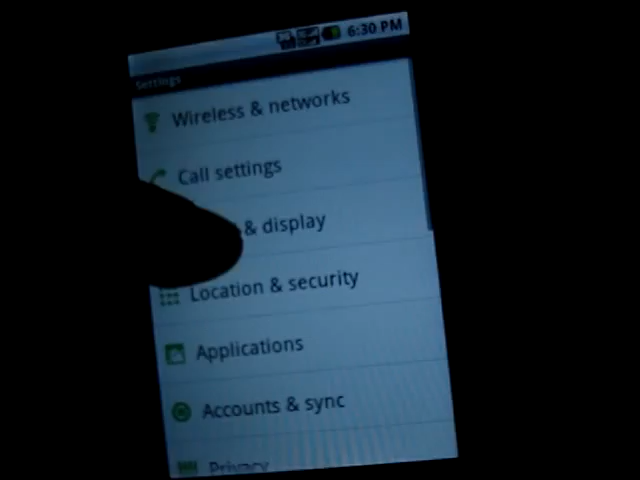 6:30 PM
Settings
Wireless & networks
Call settings
& display
Location & security
Applications
Accounts & sync
Privacy